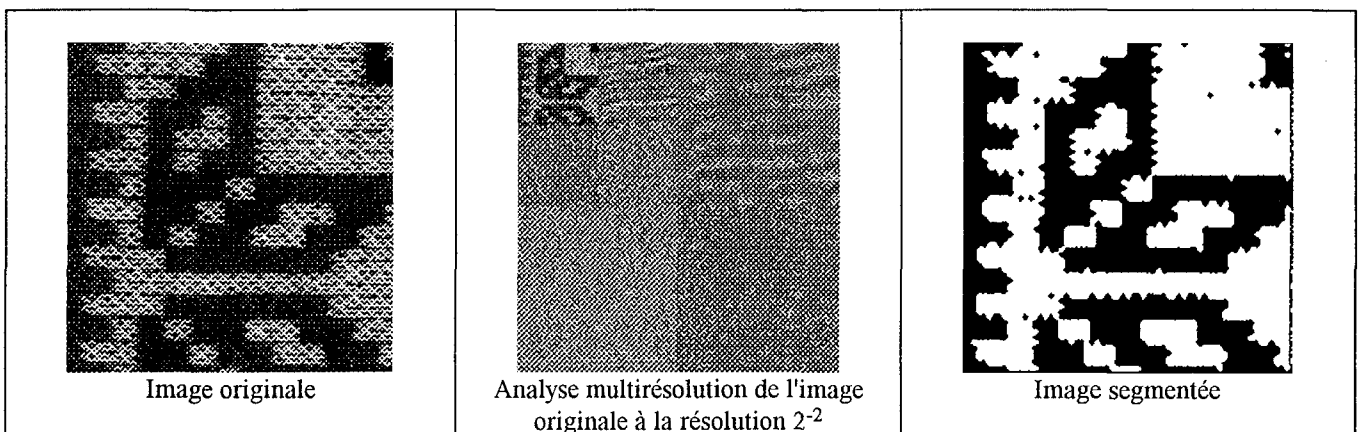 Image originale
Analyse multirésolution de l'image
originale à la résolution 2-2
Image segmentée